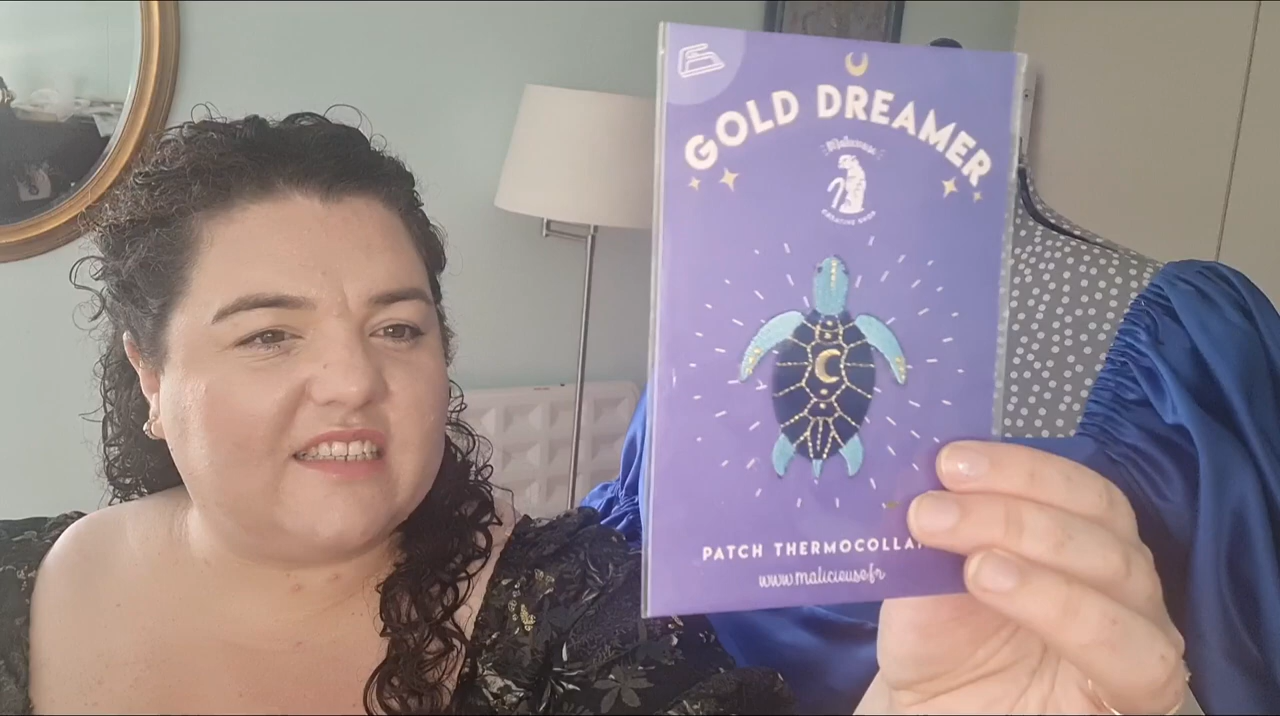 GOLD DREAMER
Malicieuse
CREATIVE SHOP
PATCH THERMOCOLLA
www.malicieuse.fr